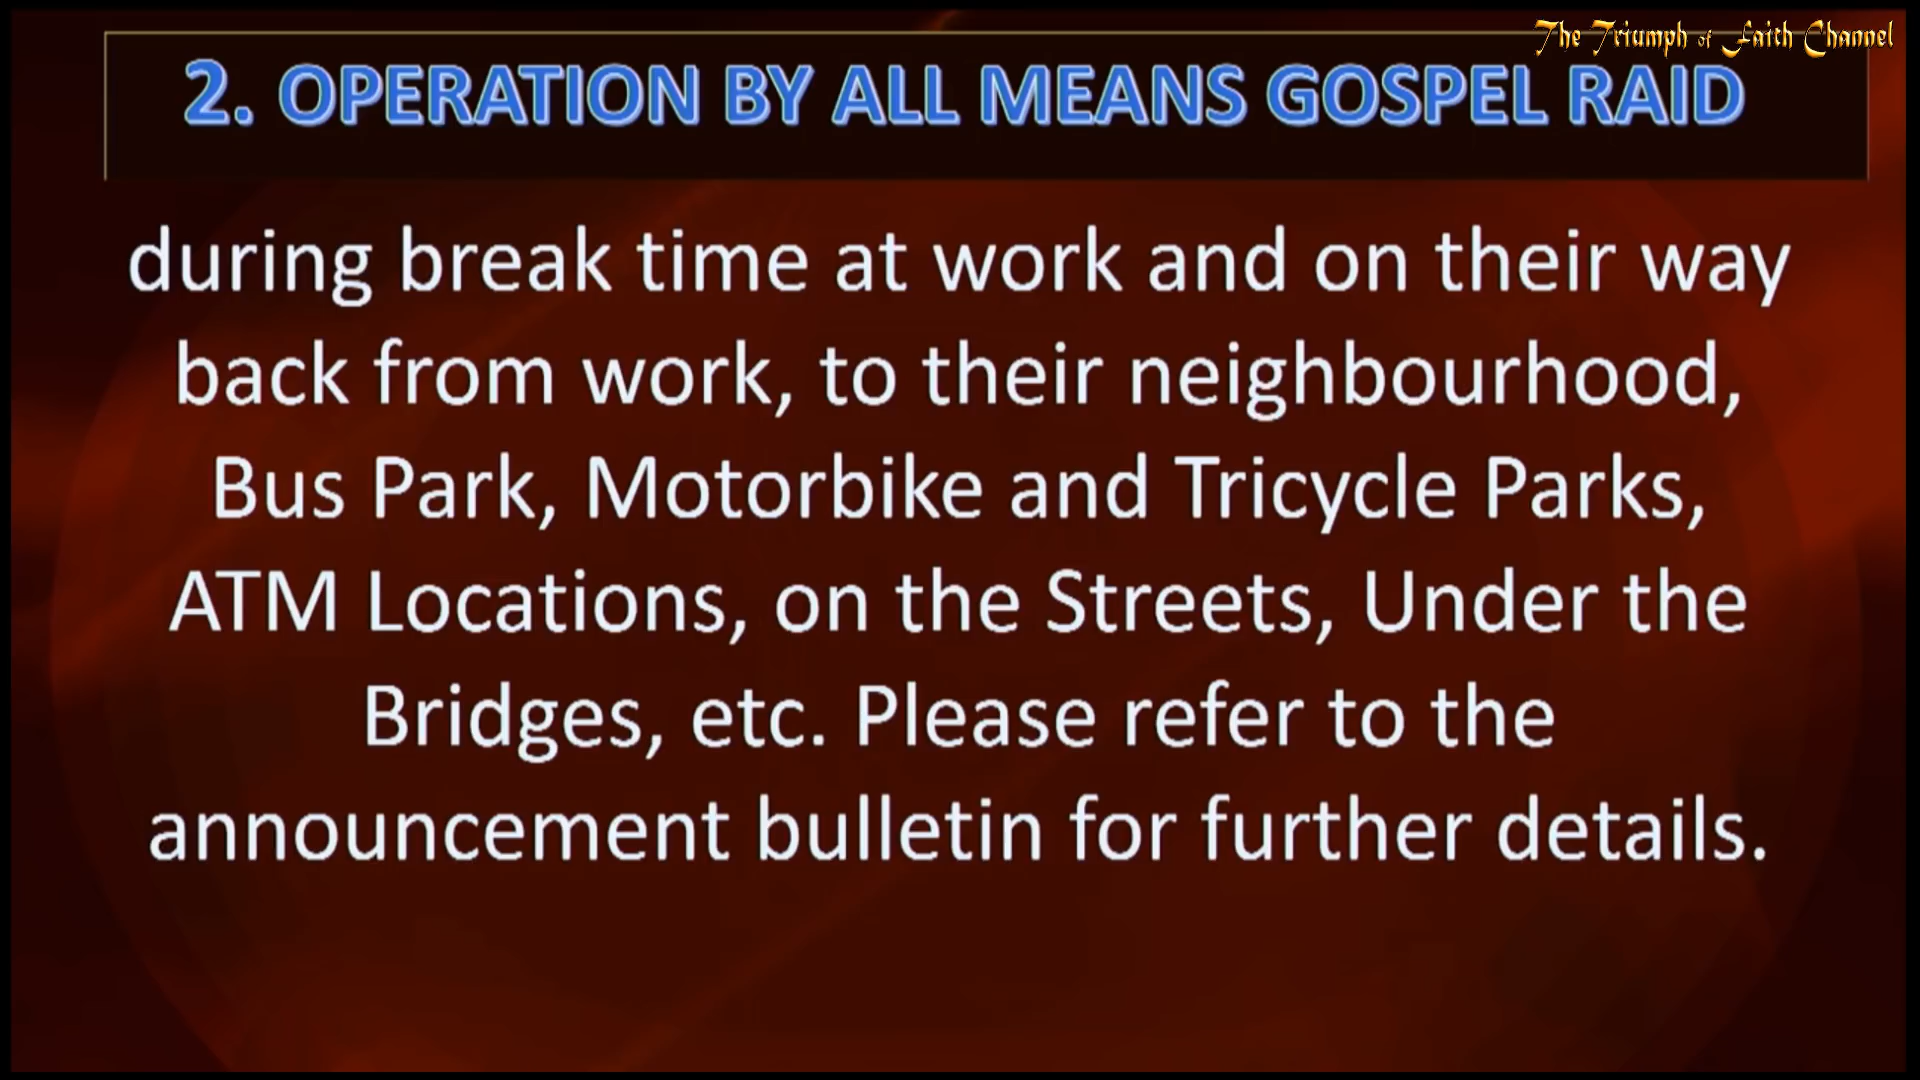 The Triumph of Faith Channel
2. OPERATION BY ALL MEANS GOSPEL RAID
during break time at work and on their way
back from work, to their neighbourhood,
Bus Park, Motorbike and Tricycle Parks,
ATM Locations, on the Streets, Under the
Bridges, etc. Please refer to the
announcement bulletin for further details.